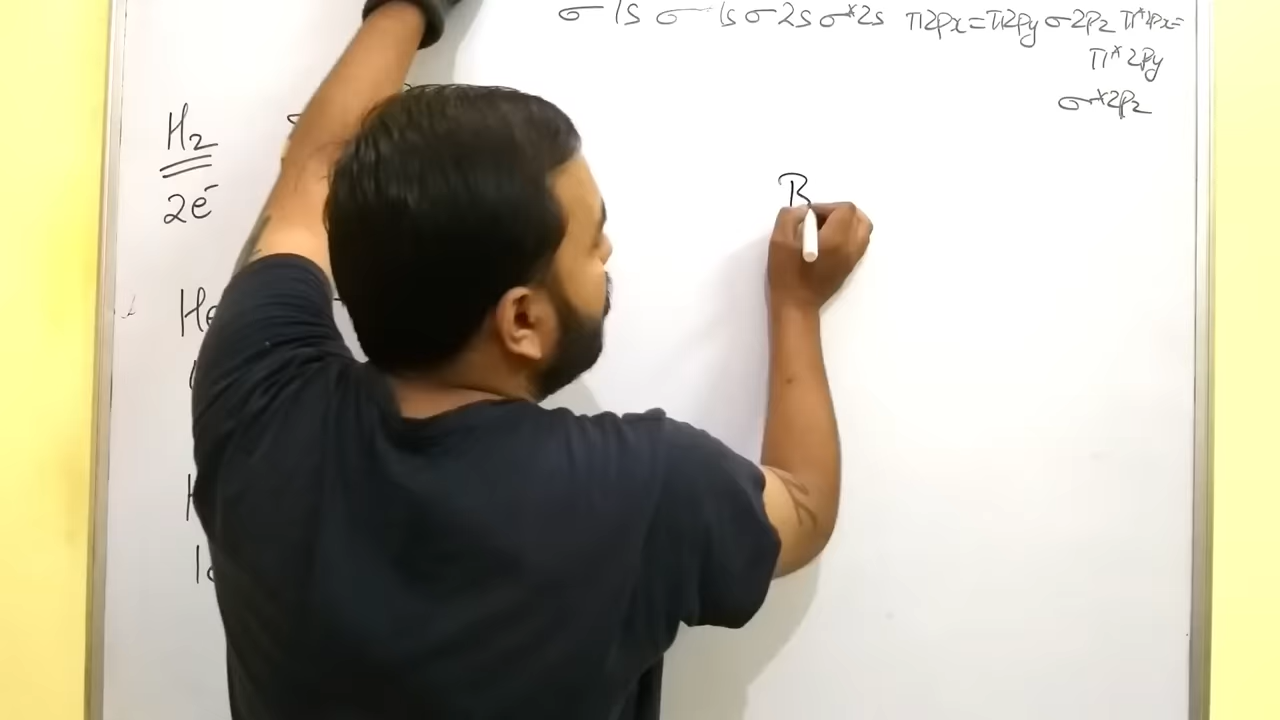 σ1s σ 1s σ2s σ*2s π2px=π2py σ2pz π*2px=
π*2py
σ*2pz
H2
2e-
B
He